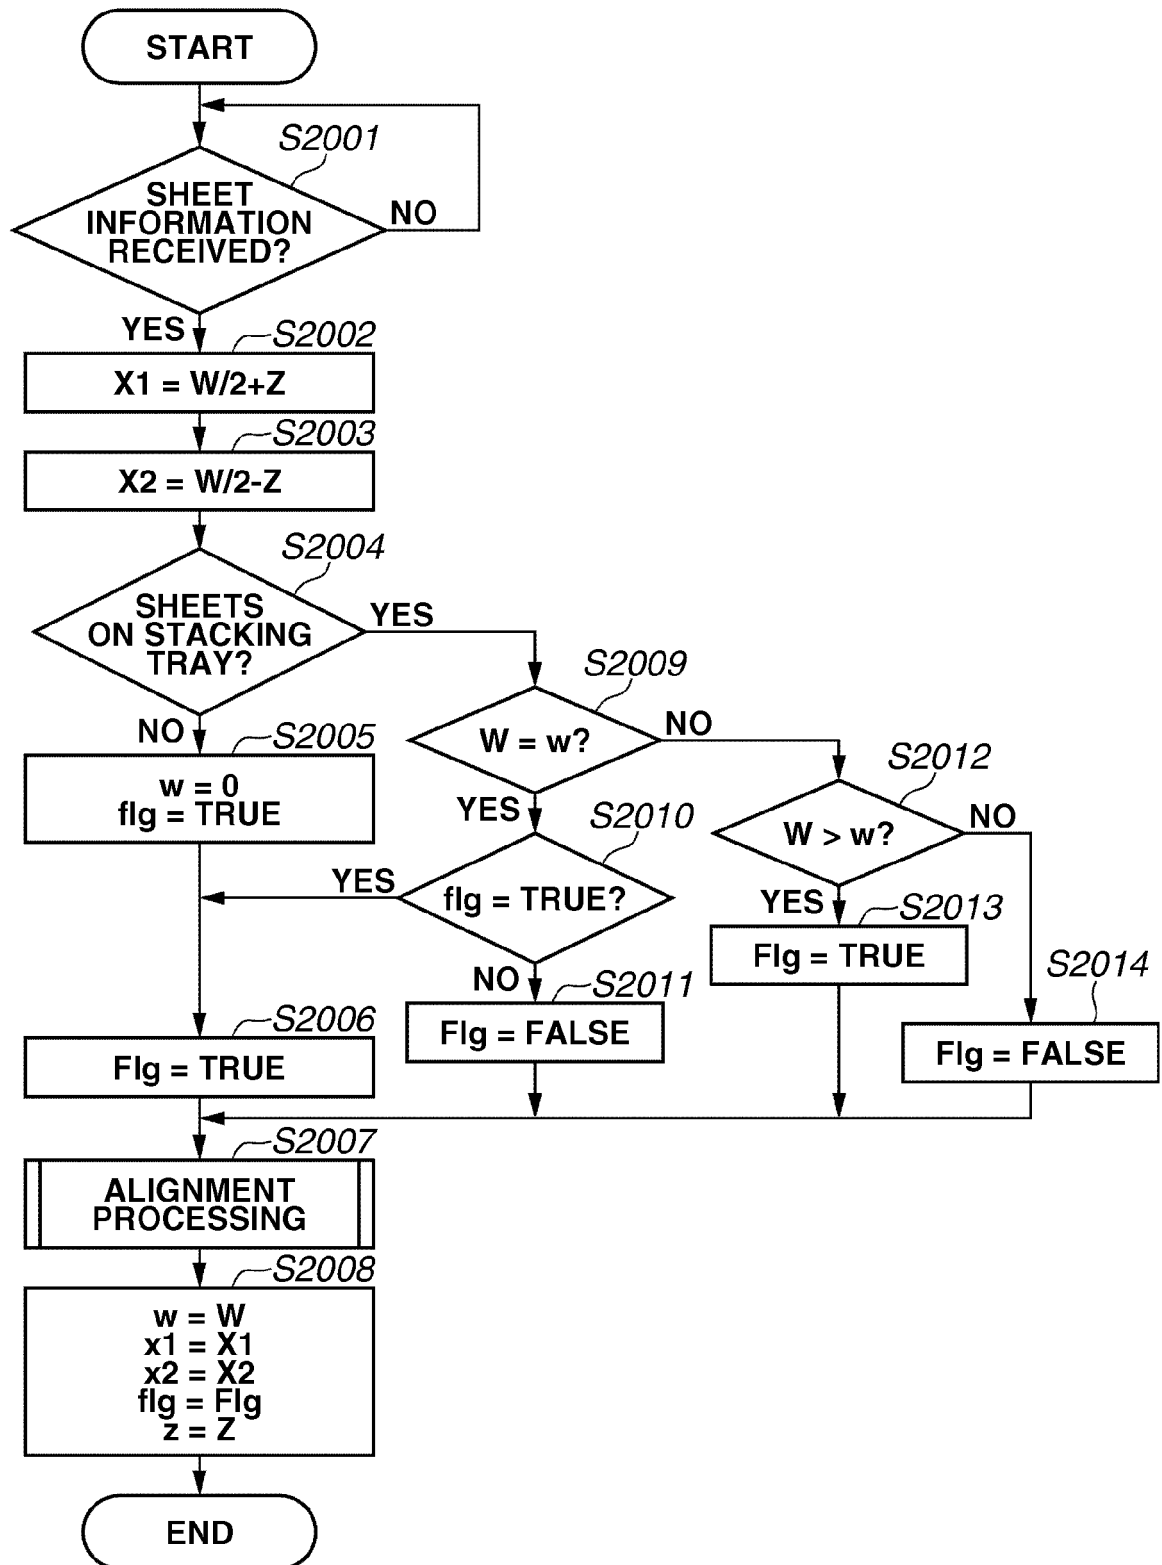 START
S2001
SHEET
INFORMATION
RECEIVED?
NO
YES
S2002
X1 = W/2+Z
S2003
X2 = W/2-Z
S2004
SHEETS
ON STACKING
TRAY?
YES
NO
S2005
w = 0
flg = TRUE
S2009
W = w?
NO
YES
S2010
flg = TRUE?
YES
NO
S2011
Flg = FALSE
S2012
W > w?
NO
YES
S2013
Flg = TRUE
S2014
Flg = FALSE
S2006
Flg = TRUE
S2007
ALIGNMENT
PROCESSING
S2008
w = W
x1 = X1
x2 = X2
flg = Flg
z = Z
END